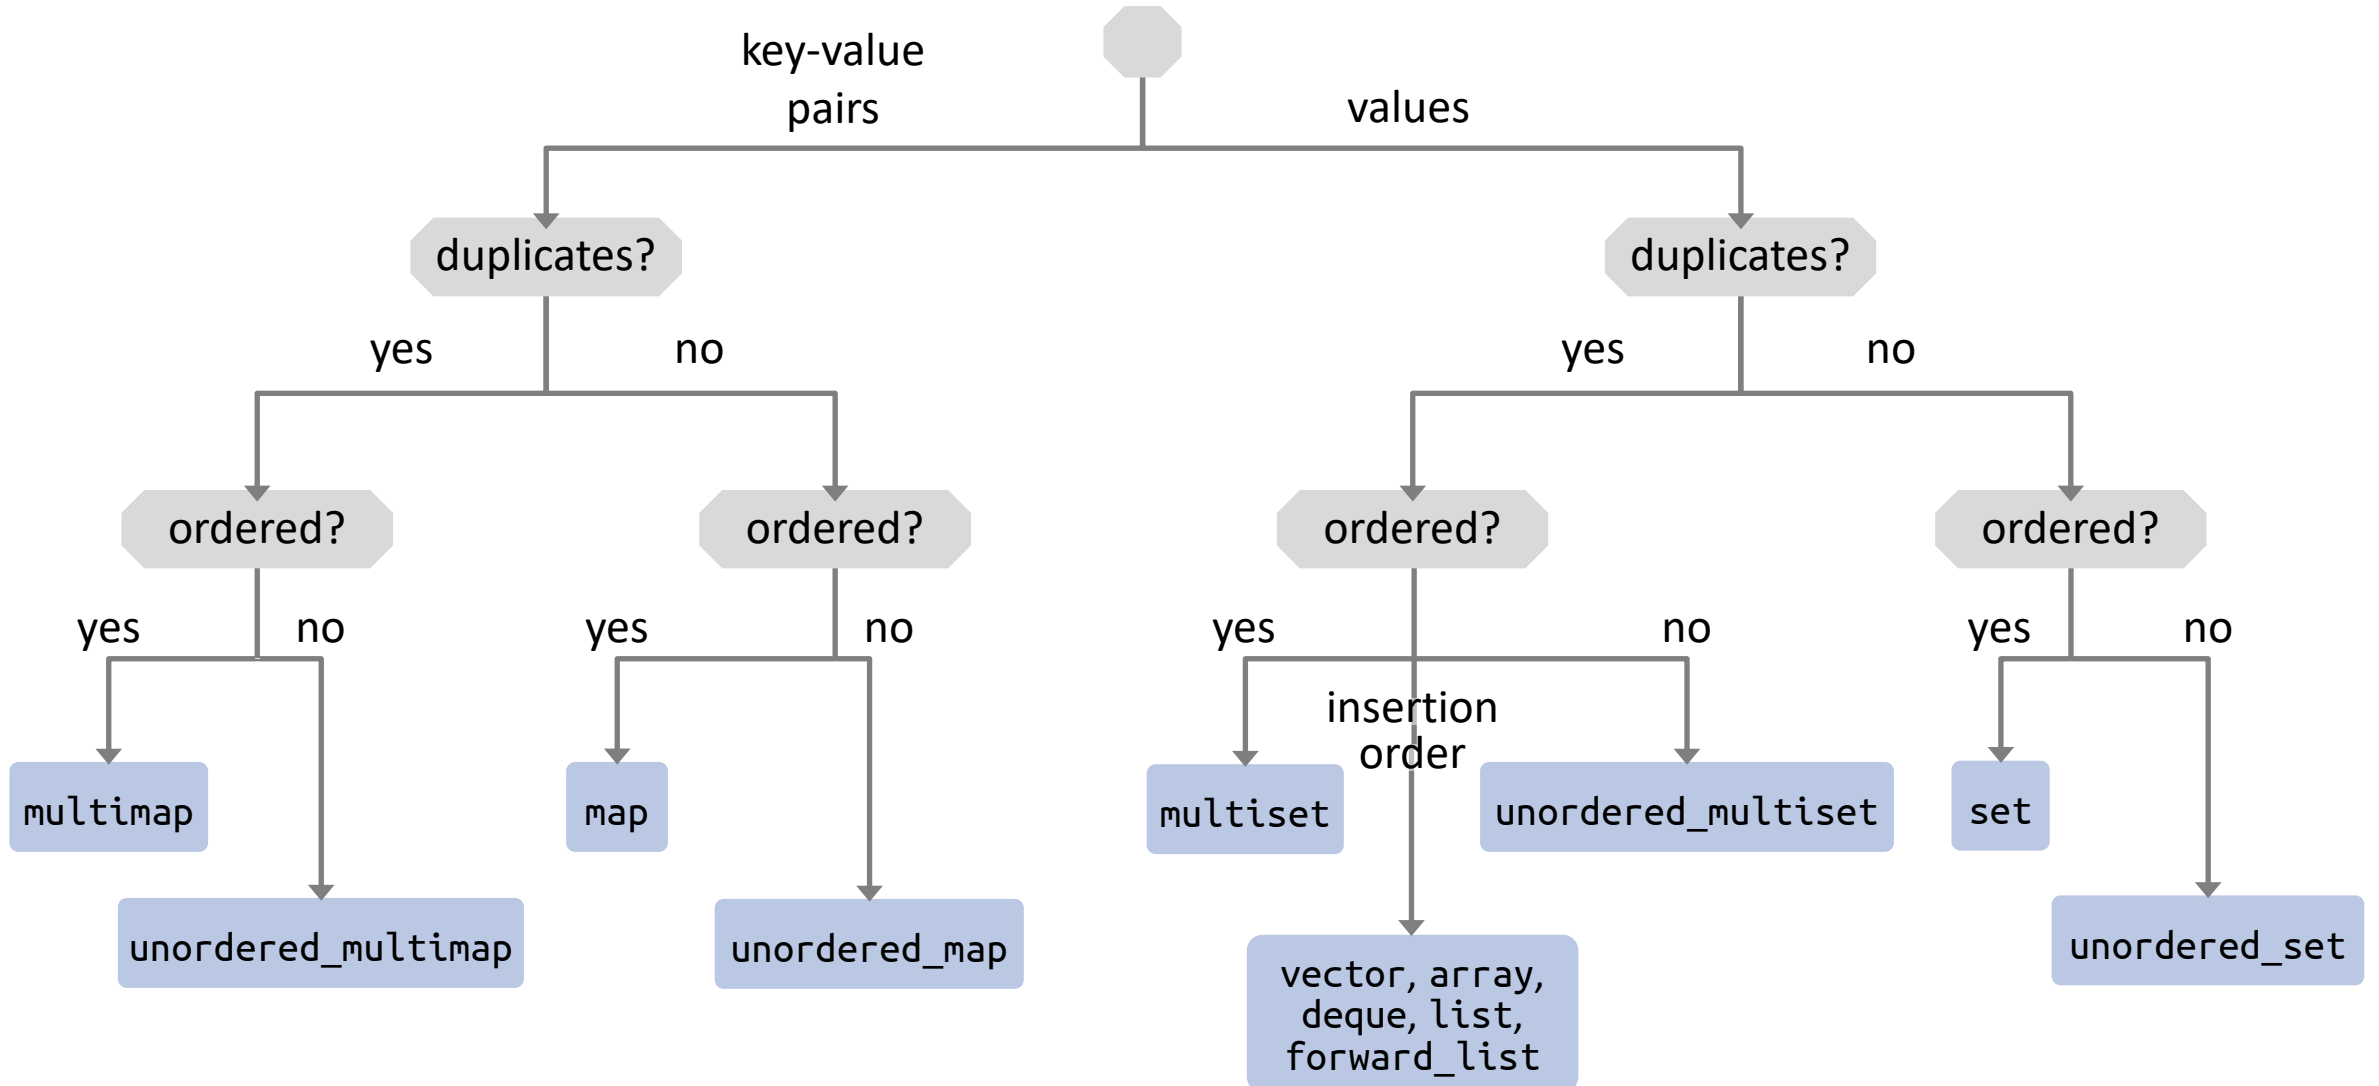 key-value
pairs
values
duplicates?
duplicates?
yes
no
yes
no
ordered?
ordered?
ordered?
ordered?
yes
no
yes
no
yes
no
yes
no
insertion
order
multimap
map
multiset
unordered_multiset
set
unordered_multimap
unordered_map
unordered_set
vector, array,
deque, list,
forward_list